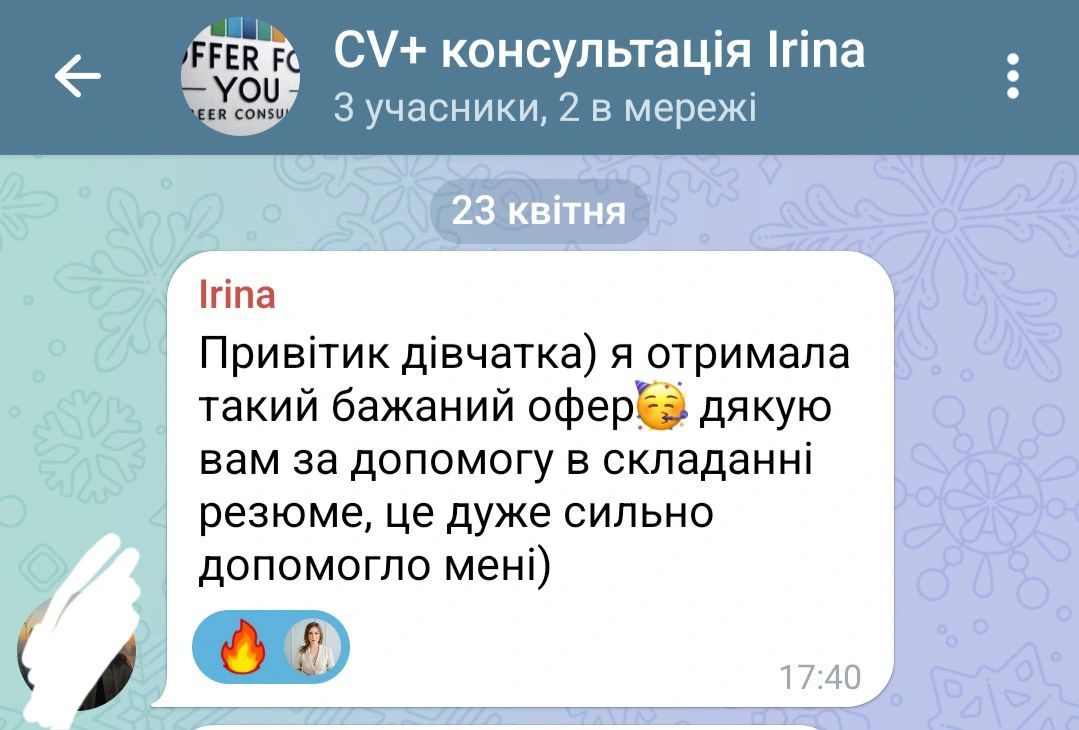 FFER FO
YOU
EER CONSU
CV+ консультація Irina
3 учасники, 2 в мережі
23 квітня
Irina
Привітик дівчатка) я отримала
такий бажаний офер🥳 дякую
вам за допомогу в складанні
резюме, це дуже сильно
допомогло мені)
17:40